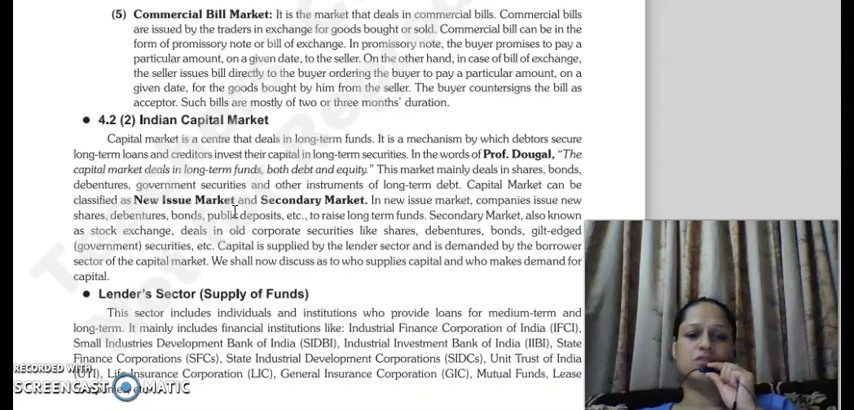 (5) Commercial Bill Market: It is the market that deals in commercial bills. Commercial bills
are issued by the traders in exchange for goods bought or sold. Commercial bill can be in the
form of promissory note or bill of exchange. In promissory note, the buyer promises to pay a
particular amount, on a given date, to the seller. On the other hand, in case of bill of exchange,
the seller issues bill directly to the buyer ordering the buyer to pay a particular amount, on a
given date, for the goods bought by him from the seller. The buyer countersigns the bill as
acceptor. Such bills are mostly of two or three months' duration.
• 4.2 (2) Indian Capital Market
Capital market is a centre that deals in long-term funds. It is a mechanism by which debtors secure
long-term loans and creditors invest their capital in long-term securities. In the words of Prof. Dougal, "The
capital market deals in long-term funds, both debt and equity." This market mainly deals in shares, bonds,
debentures, government securities and other instruments of long-term debt. Capital Market can be
classified as New Issue Market and Secondary Market. In new issue market, companies issue new
shares, debentures, bonds, public deposits, etc., to raise long term funds. Secondary Market, also known
as stock exchange, deals in old corporate securities like shares, debentures, bonds, gilt-edged
(government) securities, etc. Capital is supplied by the lender sector and is demanded by the borrower
sector of the capital market. We shall now discuss as to who supplies capital and who makes demand for
capital.
• Lender's Sector (Supply of Funds)
This sector includes individuals and institutions who provide loans for medium-term and
long-term. It mainly includes financial institutions like: Industrial Finance Corporation of India (IFCI),
Small Industries Development Bank of India (SIDBI), Industrial Investment Bank of India (IIBI), State
Finance Corporations (SFCs), State Industrial Development Corporations (SIDCs), Unit Trust of India
(UTI), Life Insurance Corporation (LIC), General Insurance Corporation (GIC), Mutual Funds, Lease
RECORDED WITH
SCREENCAST MATIC